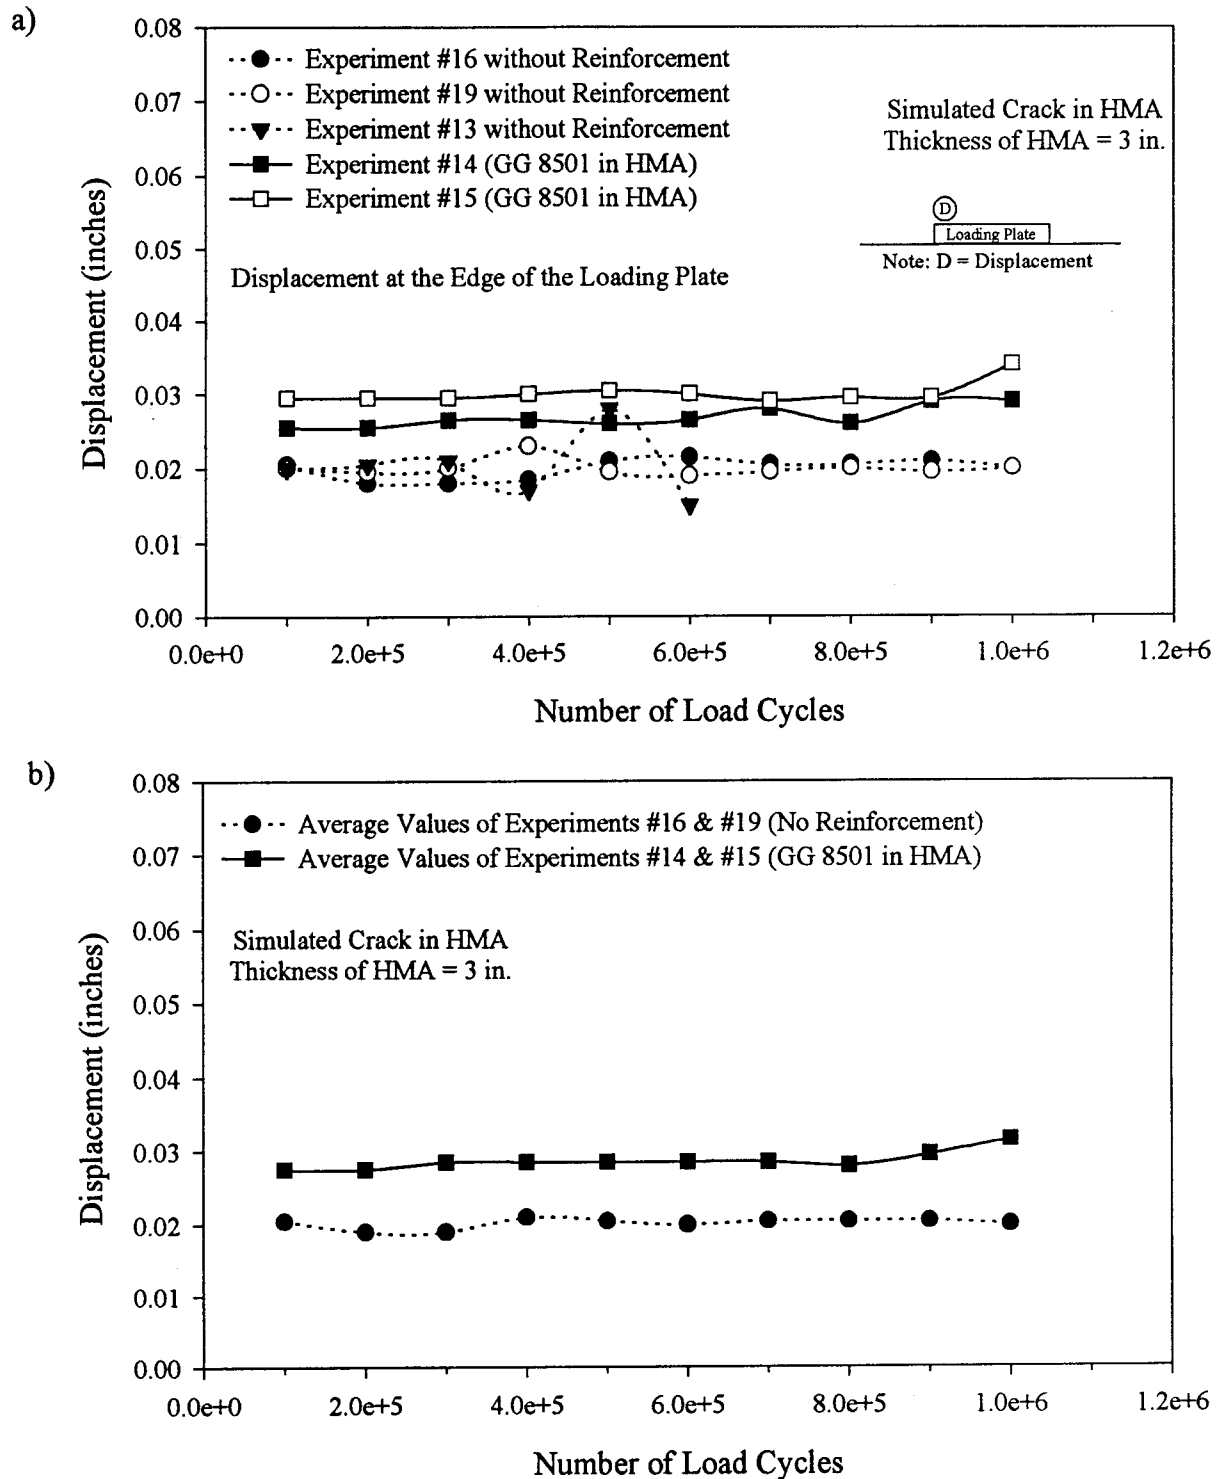 a)
0.08
0.07
0.06
0.05
0.04
0.03
0.02
0.01
0.00
Displacement (inches)
Experiment #16 without Reinforcement
Experiment #19 without Reinforcement
Experiment #13 without Reinforcement
Experiment #14 (GG 8501 in HMA)
Experiment #15 (GG 8501 in HMA)
Simulated Crack in HMA
Thickness of HMA = 3 in.
D
Loading Plate
Note: D = Displacement
Displacement at the Edge of the Loading Plate
0.0e+0 2.0e+5 4.0e+5 6.0e+5 8.0e+5 1.0e+6 1.2e+6
Number of Load Cycles
b)
0.08
0.07
0.06
0.05
0.04
0.03
0.02
0.01
0.00
Displacement (inches)
Average Values of Experiments #16 & #19 (No Reinforcement)
Average Values of Experiments #14 & #15 (GG 8501 in HMA)
Simulated Crack in HMA
Thickness of HMA = 3 in.
0.0e+0 2.0e+5 4.0e+5 6.0e+5 8.0e+5 1.0e+6 1.2e+6
Number of Load Cycles